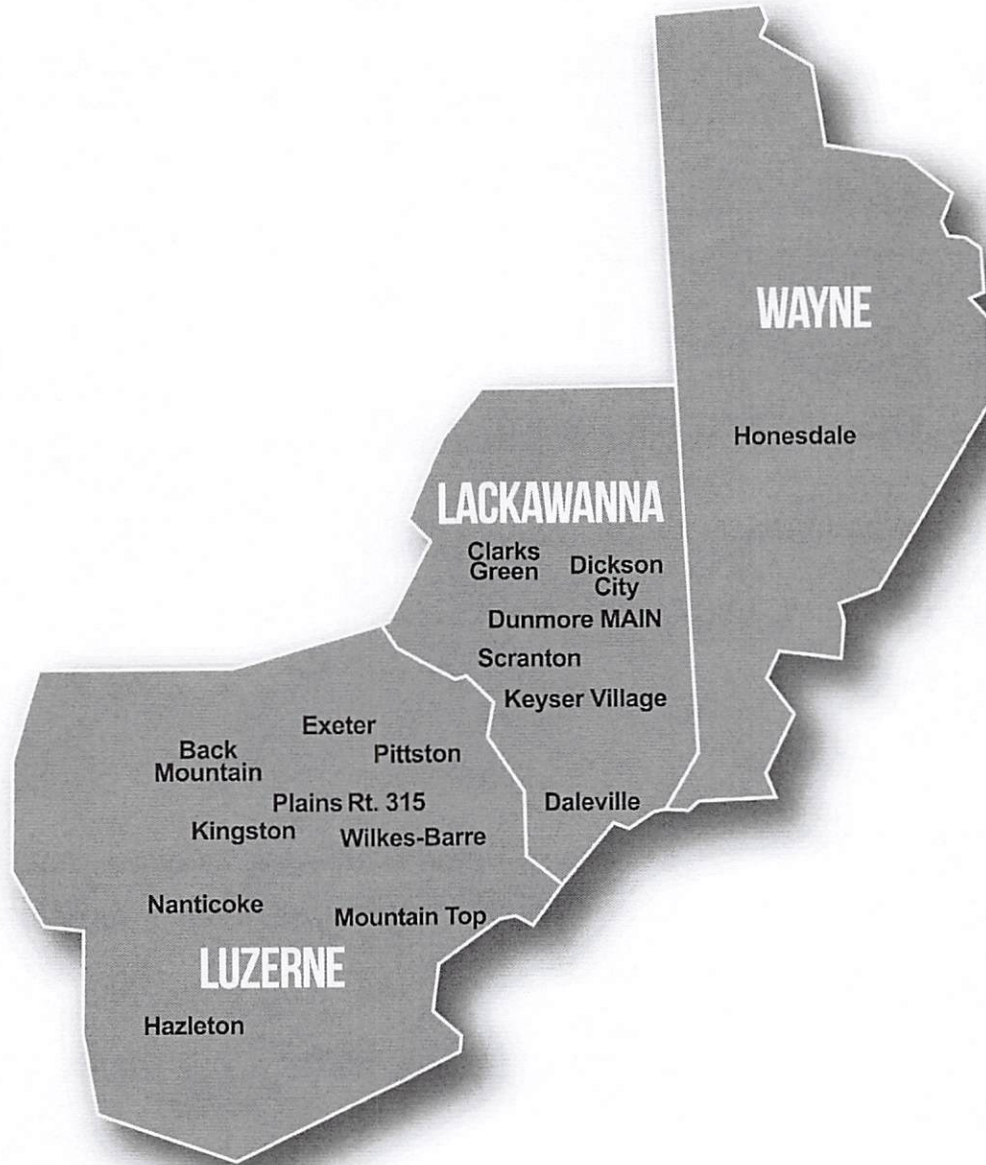 WAYNE
Honesdale
LACKAWANNA
Clarks
Green
Dickson
City
Dunmore MAIN
Scranton
Keyser Village
Daleville
Exeter
Pittston
Back
Mountain
Plains Rt. 315
Kingston
Wilkes-Barre
Nanticoke
Mountain Top
LUZERNE
Hazleton